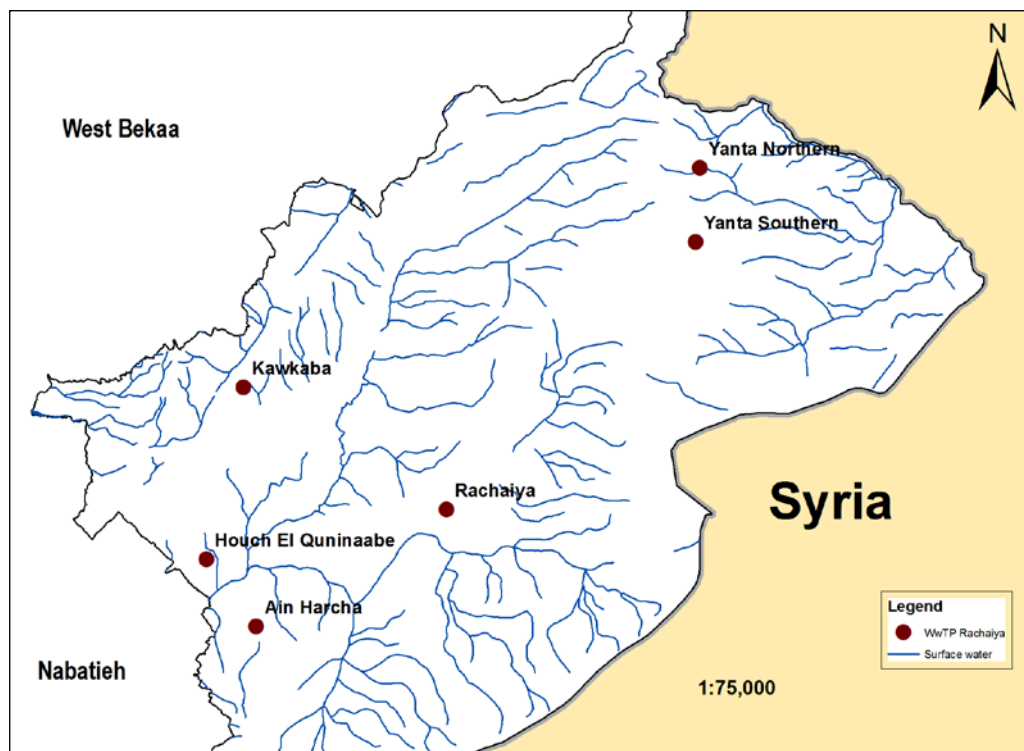 N
West Bekaa
Yanta Northern
Yanta Southern
Kawkaba
Rachaiya
Syria
Houch El Quninaabe
Ain Harcha
Legend
WwTP Rachaiya
Surface water
Nabatieh
1:75,000